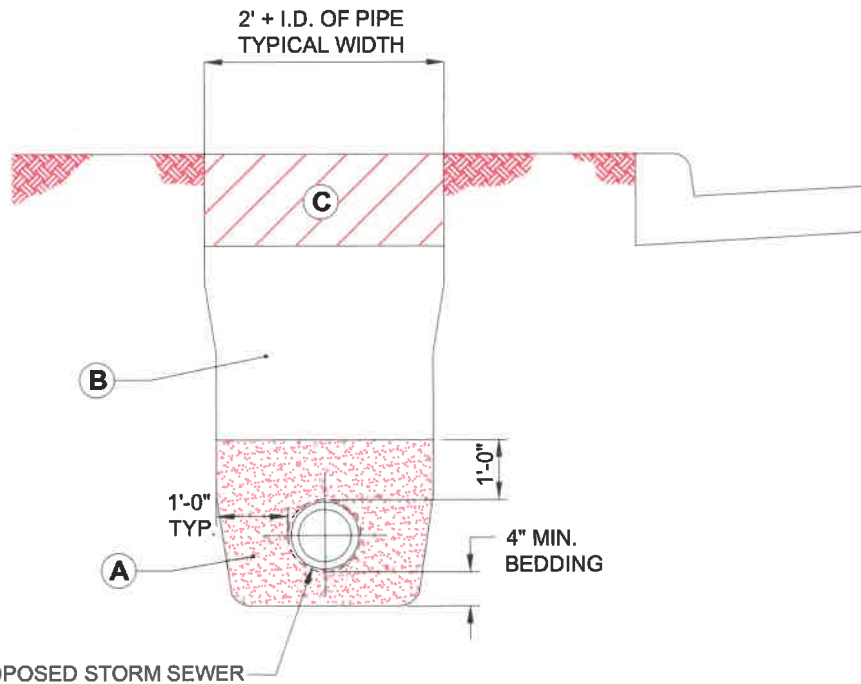 2' + I.D. OF PIPE
TYPICAL WIDTH
C
B
1'-0"
1'-0"
TYP.
4" MIN.
BEDDING
A
OPOSED STORM SEWER